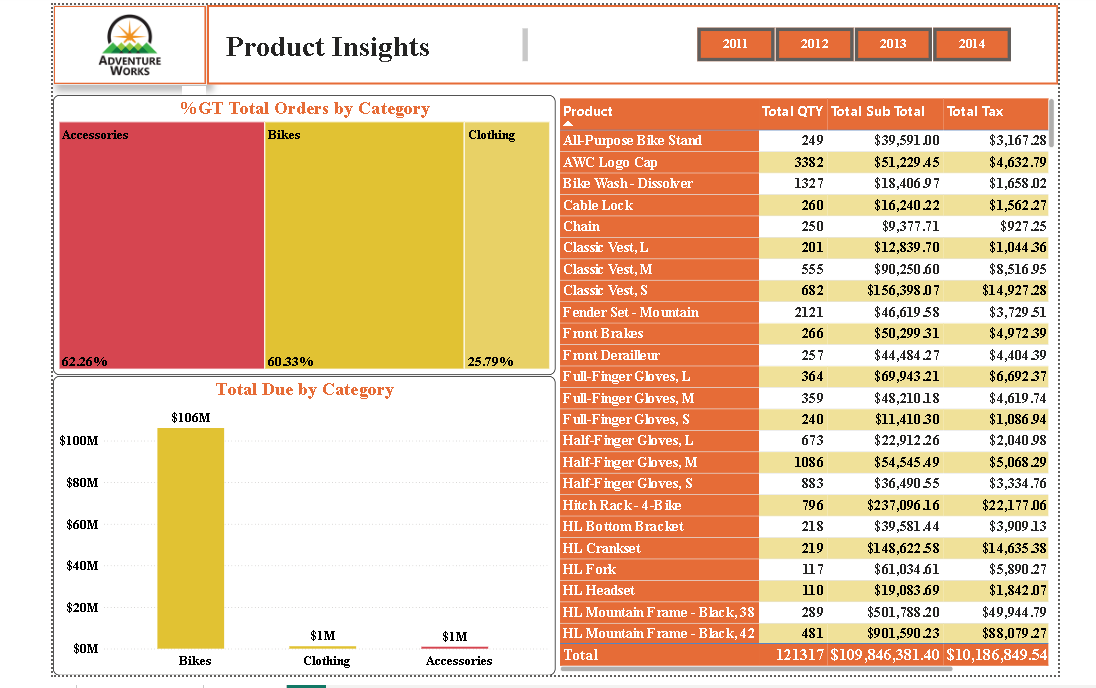 ADVENTURE
WORKS
Product Insights
2011 2012 2013 2014
%GT Total Orders by Category
Accessories Bikes Clothing
62.26% 60.33% 25.79%
Total Due by Category
$106M
$100M
$80M
$60M
$40M
$20M
$1M $1M
$0M
Bikes Clothing Accessories
Product Total QTY Total Sub Total Total Tax
All-Purpose Bike Stand 249 $39,591.00 $3,167.28
AWC Logo Cap 3382 $51,229.45 $4,632.79
Bike Wash - Dissolver 1327 $18,406.97 $1,658.02
Cable Lock 260 $16,240.22 $1,562.27
Chain 250 $9,377.71 $927.25
Classic Vest, L 201 $12,839.70 $1,044.36
Classic Vest, M 555 $90,250.60 $8,516.95
Classic Vest, S 682 $156,398.07 $14,927.28
Fender Set - Mountain 2121 $46,619.58 $3,729.51
Front Brakes 266 $50,299.31 $4,972.39
Front Derailleur 257 $44,484.27 $4,404.39
Full-Finger Gloves, L 364 $69,943.21 $6,692.37
Full-Finger Gloves, M 359 $48,210.18 $4,619.74
Full-Finger Gloves, S 240 $11,410.30 $1,086.94
Half-Finger Gloves, L 673 $22,912.26 $2,040.98
Half-Finger Gloves, M 1086 $54,545.49 $5,068.29
Half-Finger Gloves, S 883 $36,490.55 $3,334.76
Hitch Rack - 4-Bike 796 $237,096.16 $22,177.06
HL Bottom Bracket 218 $39,581.44 $3,909.13
HL Crankset 219 $148,622.58 $14,635.38
HL Fork 117 $61,034.61 $5,890.27
HL Headset 110 $19,083.69 $1,842.07
HL Mountain Frame - Black, 38 289 $501,788.20 $49,944.79
HL Mountain Frame - Black, 42 481 $901,590.23 $88,079.27
Total 121317 $109,846,381.40 $10,186,849.54